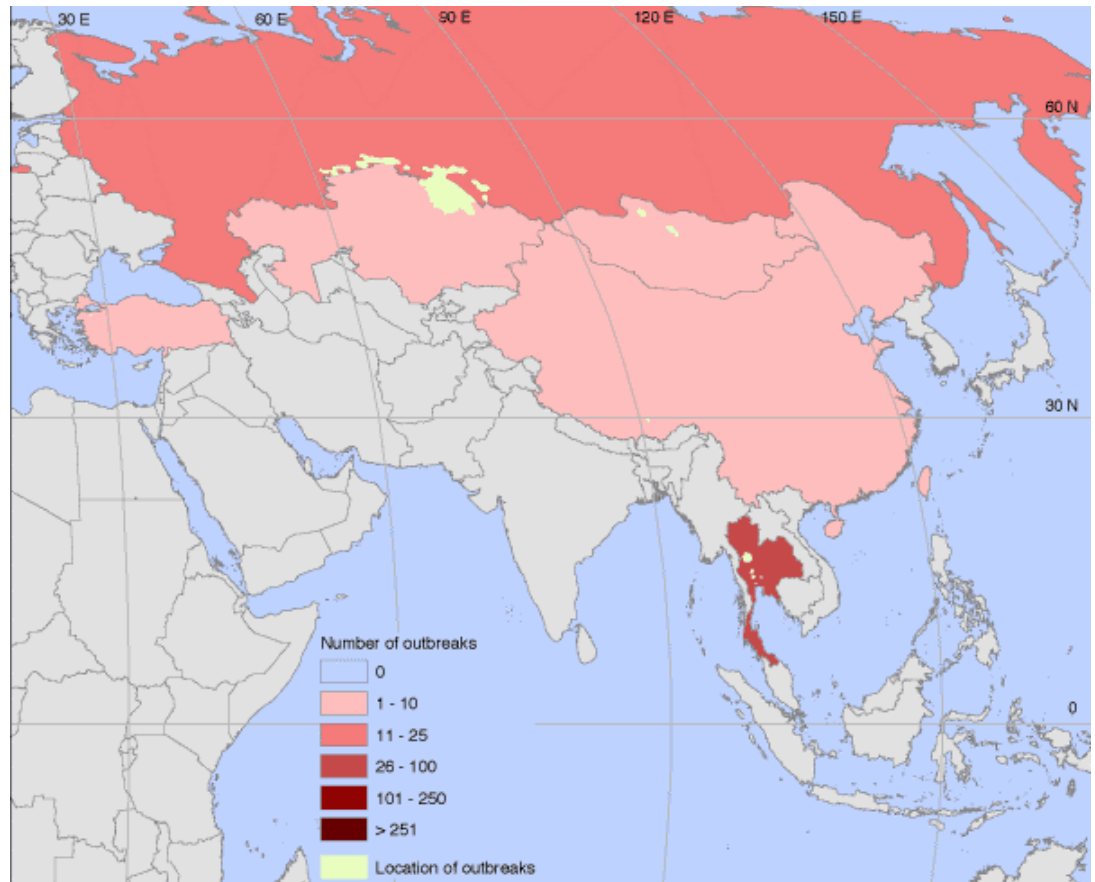 30 E 60 E 90 E 120 E 150 E
60 N
30 N
0
Number of outbreaks
0
1 - 10
11 - 25
26 - 100
101 - 250
> 251
Location of outbreaks